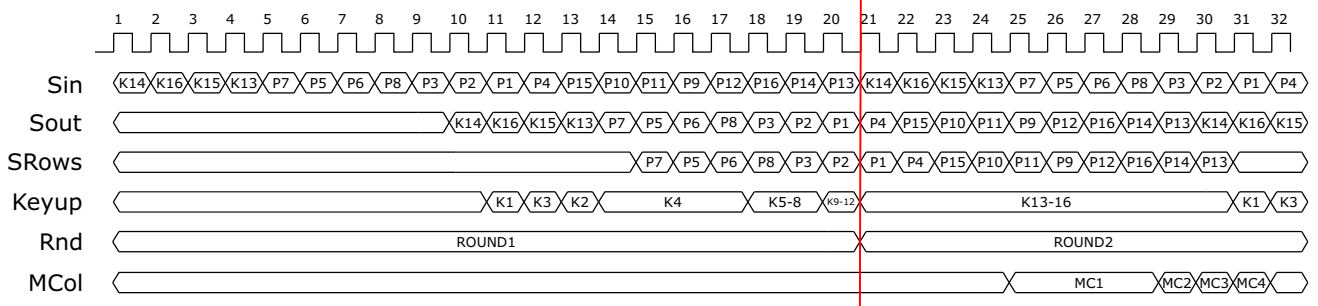 1 2 3 4 5 6 7 8 9 10 11 12 13 14 15 16 17 18 19 20 21 22 23 24 25 26 27 28 29 30 31 32
Sin K14 K16 K15 K13 P7 P5 P6 P8 P3 P2 P1 P4 P15 P10 P11 P9 P12 P16 P14 P13 K14 K16 K15 K13 P7 P5 P6 P8 P3 P2 P1 P4
Sout K14 K16 K15 K13 P7 P5 P6 P8 P3 P2 P1 P4 P15 P10 P11 P9 P12 P16 P14 P13 K14 K16 K15
SRows P7 P5 P6 P8 P3 P2 P1 P4 P15 P10 P11 P9 P12 P16 P14 P13
Keyup K1 K3 K2 K4 K5-8 K9-12 K13-16 K1 K3
Rnd ROUND1 ROUND2
MCol MC1 MC2 MC3 MC4